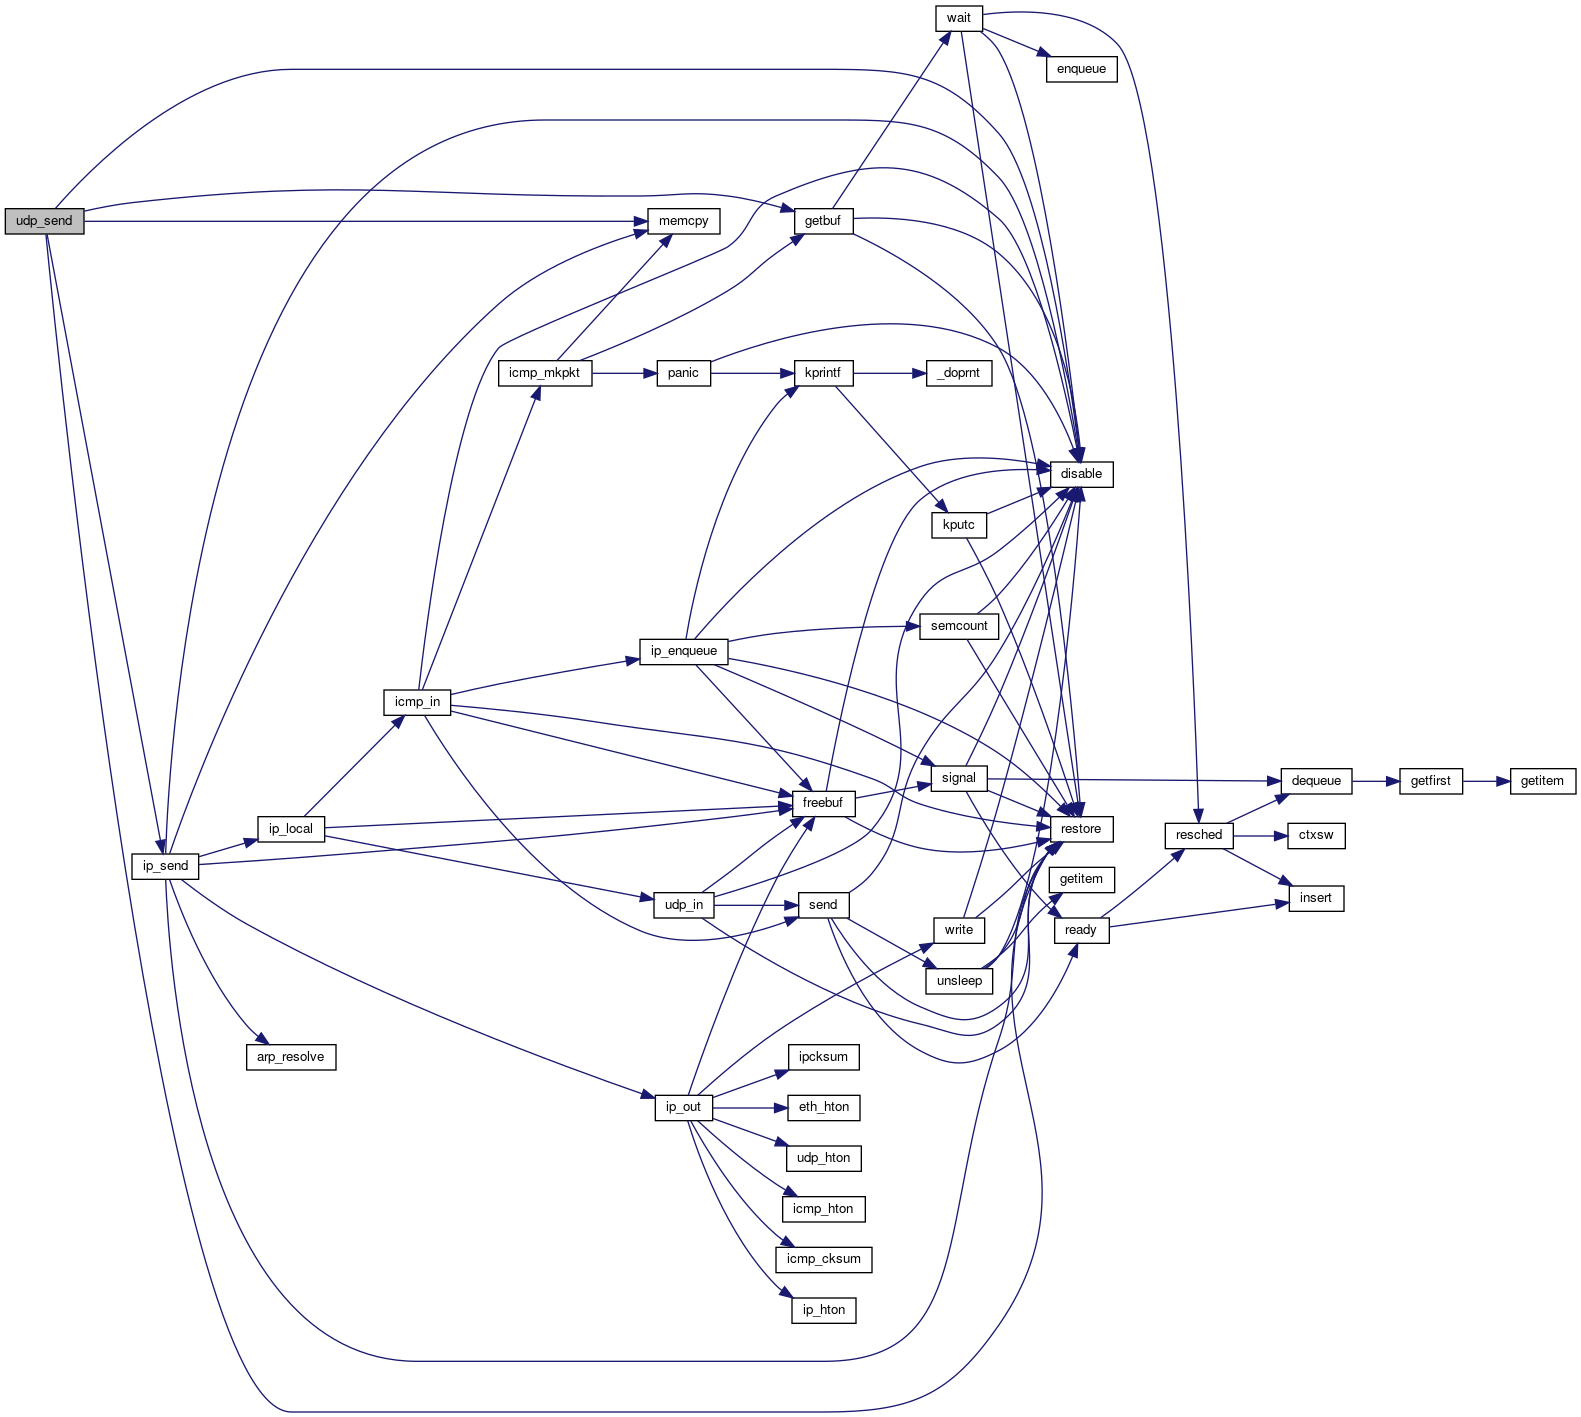 wait
enqueue
udp_send
memcpy
getbuf
icmp_mkpkt
panic
kprintf
_doprnt
disable
kputc
semcount
ip_enqueue
icmp_in
signal
dequeue
getfirst
getitem
freebuf
ip_local
restore
resched
ctxsw
ip_send
getitem
insert
udp_in
send
write
ready
unsleep
arp_resolve
ipcksum
ip_out
eth_hton
udp_hton
icmp_hton
icmp_cksum
ip_hton